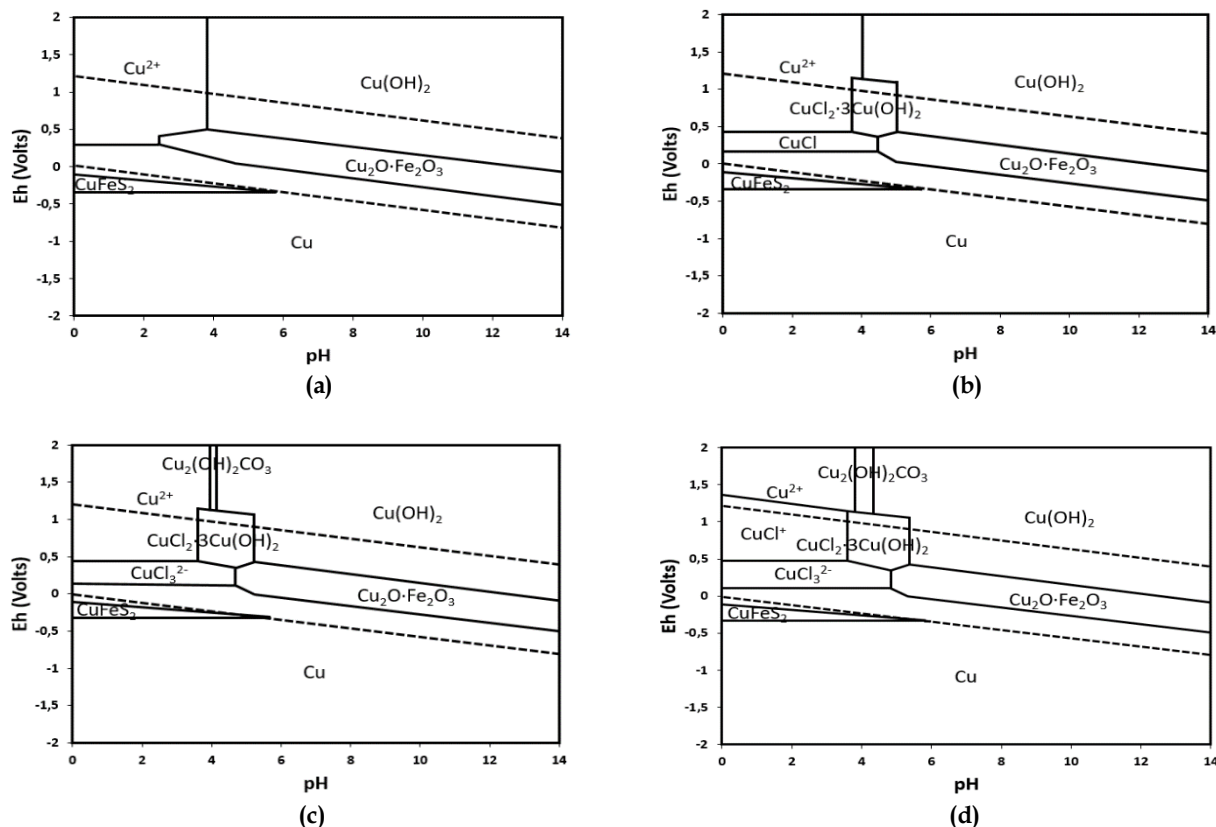 2
1,5
1
0,5
0
-0,5
-1
-1,5
-2
Eh (Volts)
Cu²⁺
Cu(OH)₂
Cu₂O·Fe₂O₃
CuFeS₂
Cu
0 2 4 6 8 10 12 14
pH
(a)
2
1,5
1
0,5
0
-0,5
-1
-1,5
-2
Eh (Volts)
Cu²⁺
Cu(OH)₂
CuCl₂·3Cu(OH)₂
CuCl
Cu₂O·Fe₂O₃
CuFeS₂
Cu
0 2 4 6 8 10 12 14
pH
(b)
2
1,5
1
0,5
0
-0,5
-1
-1,5
-2
Eh (Volts)
Cu₂(OH)₂CO₃
Cu²⁺
Cu(OH)₂
CuCl₂·3Cu(OH)₂
CuCl₃²⁻
Cu₂O·Fe₂O₃
CuFeS₂
Cu
0 2 4 6 8 10 12 14
pH
(c)
2
1,5
1
0,5
0
-0,5
-1
-1,5
-2
Eh (Volts)
Cu₂(OH)₂CO₃
Cu²⁺
Cu(OH)₂
CuCl⁺
CuCl₂·3Cu(OH)₂
CuCl₃²⁻
Cu₂O·Fe₂O₃
CuFeS₂
Cu
0 2 4 6 8 10 12 14
pH
(d)